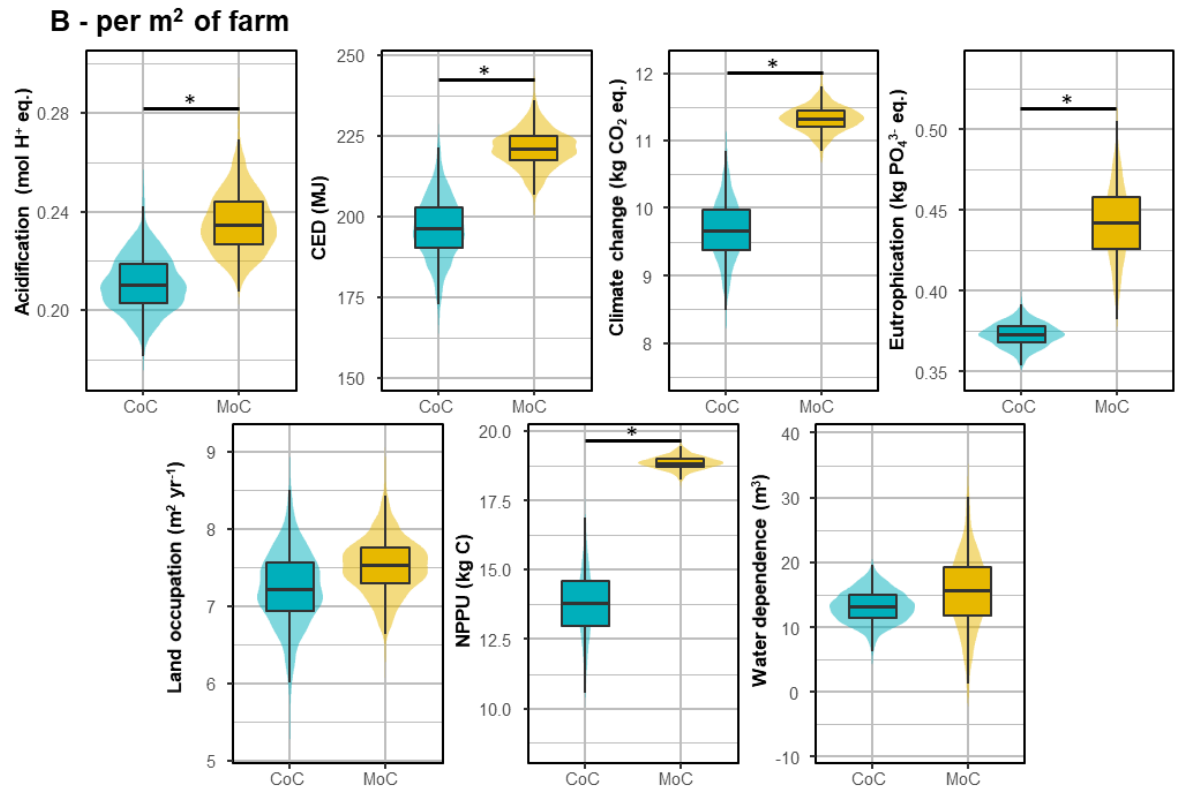 B - per m² of farm
Acidification (mol H⁺ eq.)
0.28
0.24
0.20
*
CoC
MoC
CED (MJ)
250
225
200
175
150
*
CoC
MoC
Climate change (kg CO₂ eq.)
12
11
10
9
8
*
CoC
MoC
Eutrophication (kg PO₄³⁻ eq.)
0.50
0.45
0.40
0.35
*
CoC
MoC
Land occupation (m² yr⁻¹)
9
8
7
6
5
CoC
MoC
NPPU (kg C)
20.0
17.5
15.0
12.5
10.0
*
CoC
MoC
Water dependence (m³)
40
30
20
10
0
-10
CoC
MoC